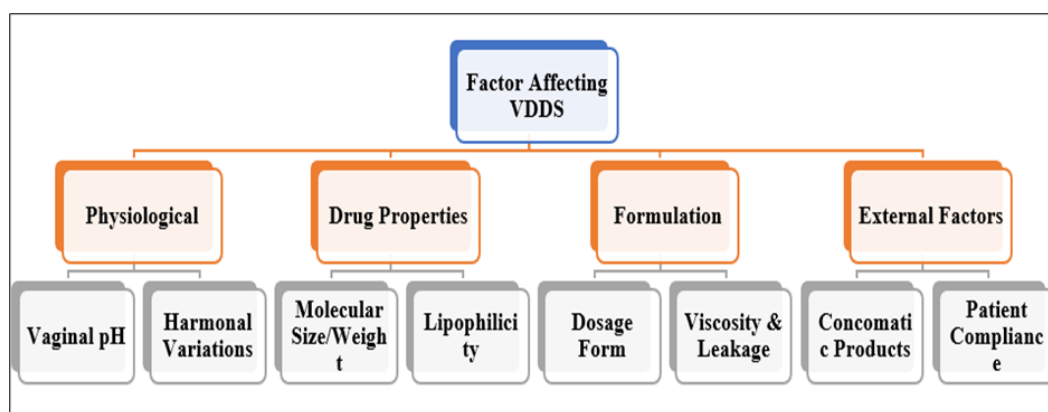 Factor Affecting
VDDS
Physiological
Drug Properties
Formulation
External Factors
Vaginal pH
Harmonal
Variations
Molecular
Size/Weigh
t
Lipophilici
ty
Dosage
Form
Viscosity &
Leakage
Concomati
c Products
Patient
Complianc
e